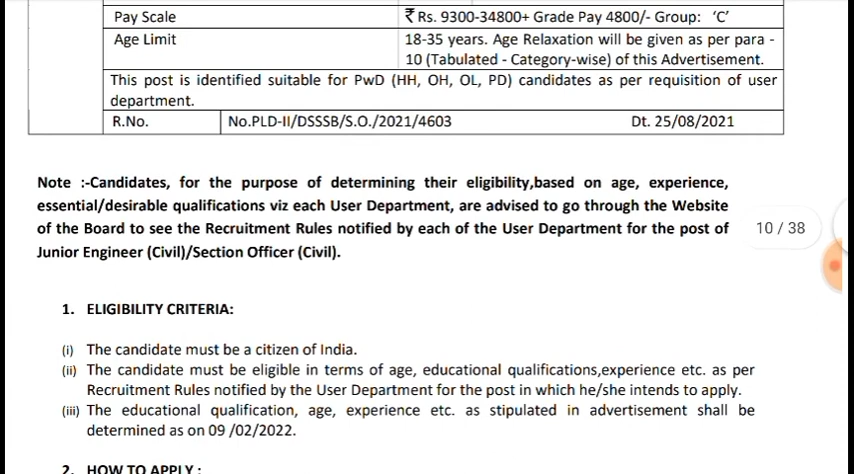 Pay Scale ₹ Rs. 9300-34800+ Grade Pay 4800/- Group: ‘C’
Age Limit 18-35 years. Age Relaxation will be given as per para -
10 (Tabulated - Category-wise) of this Advertisement.
This post is identified suitable for PwD (HH, OH, OL, PD) candidates as per requisition of user
department.
R.No. No.PLD-II/DSSSB/S.O./2021/4603 Dt. 25/08/2021
Note :-Candidates, for the purpose of determining their eligibility,based on age, experience,
essential/desirable qualifications viz each User Department, are advised to go through the Website
of the Board to see the Recruitment Rules notified by each of the User Department for the post of
Junior Engineer (Civil)/Section Officer (Civil).
10 / 38
1. ELIGIBILITY CRITERIA:
(i) The candidate must be a citizen of India.
(ii) The candidate must be eligible in terms of age, educational qualifications,experience etc. as per
Recruitment Rules notified by the User Department for the post in which he/she intends to apply.
(iii) The educational qualification, age, experience etc. as stipulated in advertisement shall be
determined as on 09 /02/2022.
2. HOW TO APPLY :